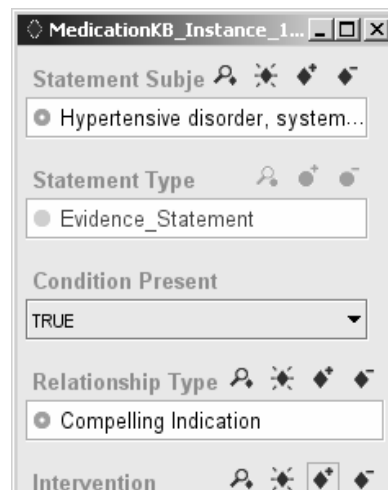 MedicationKB_Instance_1...
Statement Subje
Hypertensive disorder, system...
Statement Type
Evidence_Statement
Condition Present
TRUE
Relationship Type
Compelling Indication
Intervention